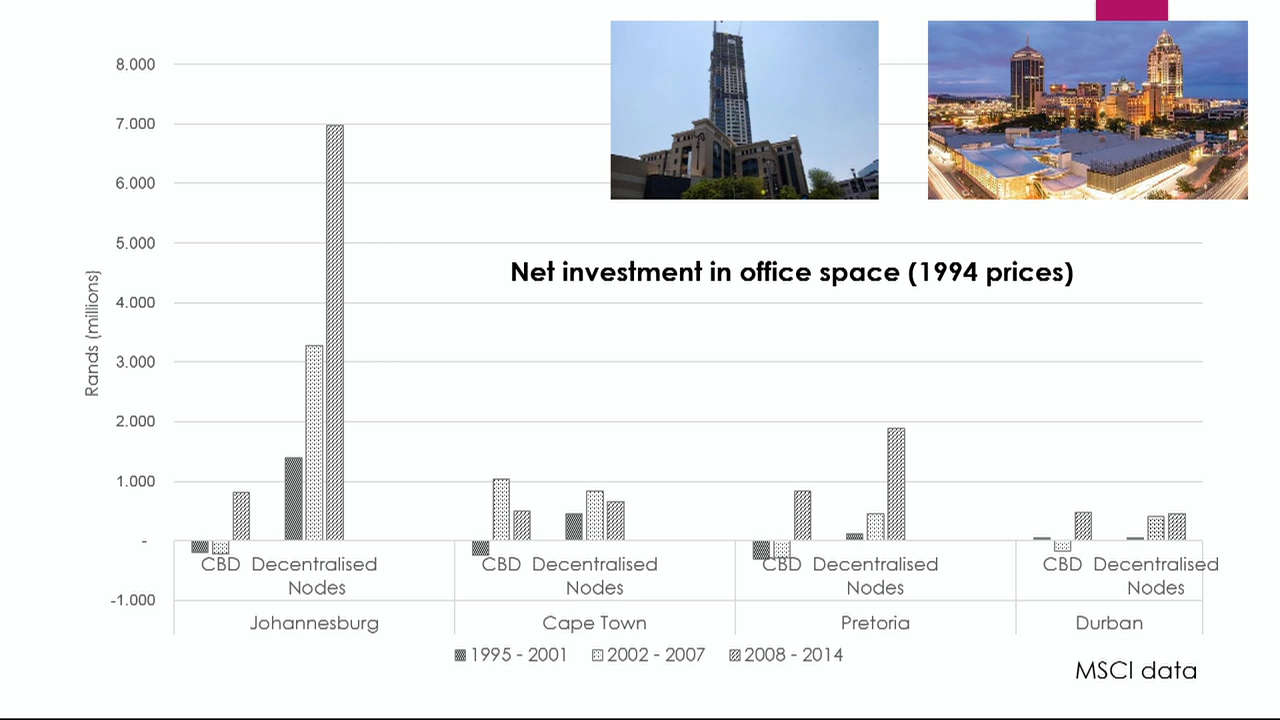 8.000
7.000
6.000
5.000
4.000
3.000
2.000
1.000
-
-1.000
Rands (millions)
Net investment in office space (1994 prices)
CBD Decentralised Nodes
CBD Decentralised Nodes
CBD Decentralised Nodes
CBD Decentralised Nodes
Johannesburg
Cape Town
Pretoria
Durban
1995 - 2001
2002 - 2007
2008 - 2014
MSCI data